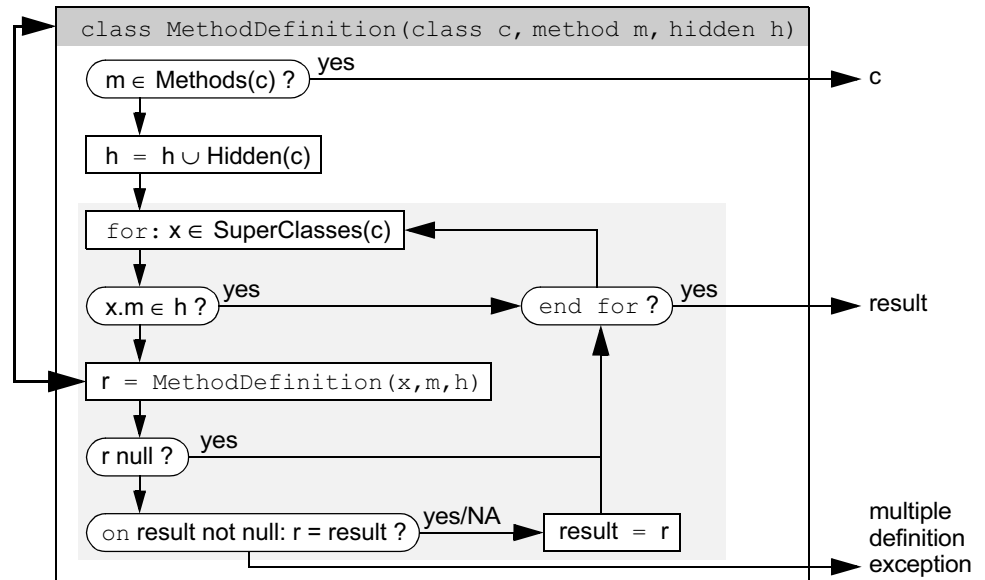 class MethodDefinition(class c, method m, hidden h)
m ∈ Methods(c) ?
yes
c
h = h ∪ Hidden(c)
for: x ∈ SuperClasses(c)
x.m ∈ h ?
yes
end for ?
yes
result
r = MethodDefinition(x,m,h)
r null ?
yes
on result not null: r = result ?
yes/NA
result = r
multiple
definition
exception